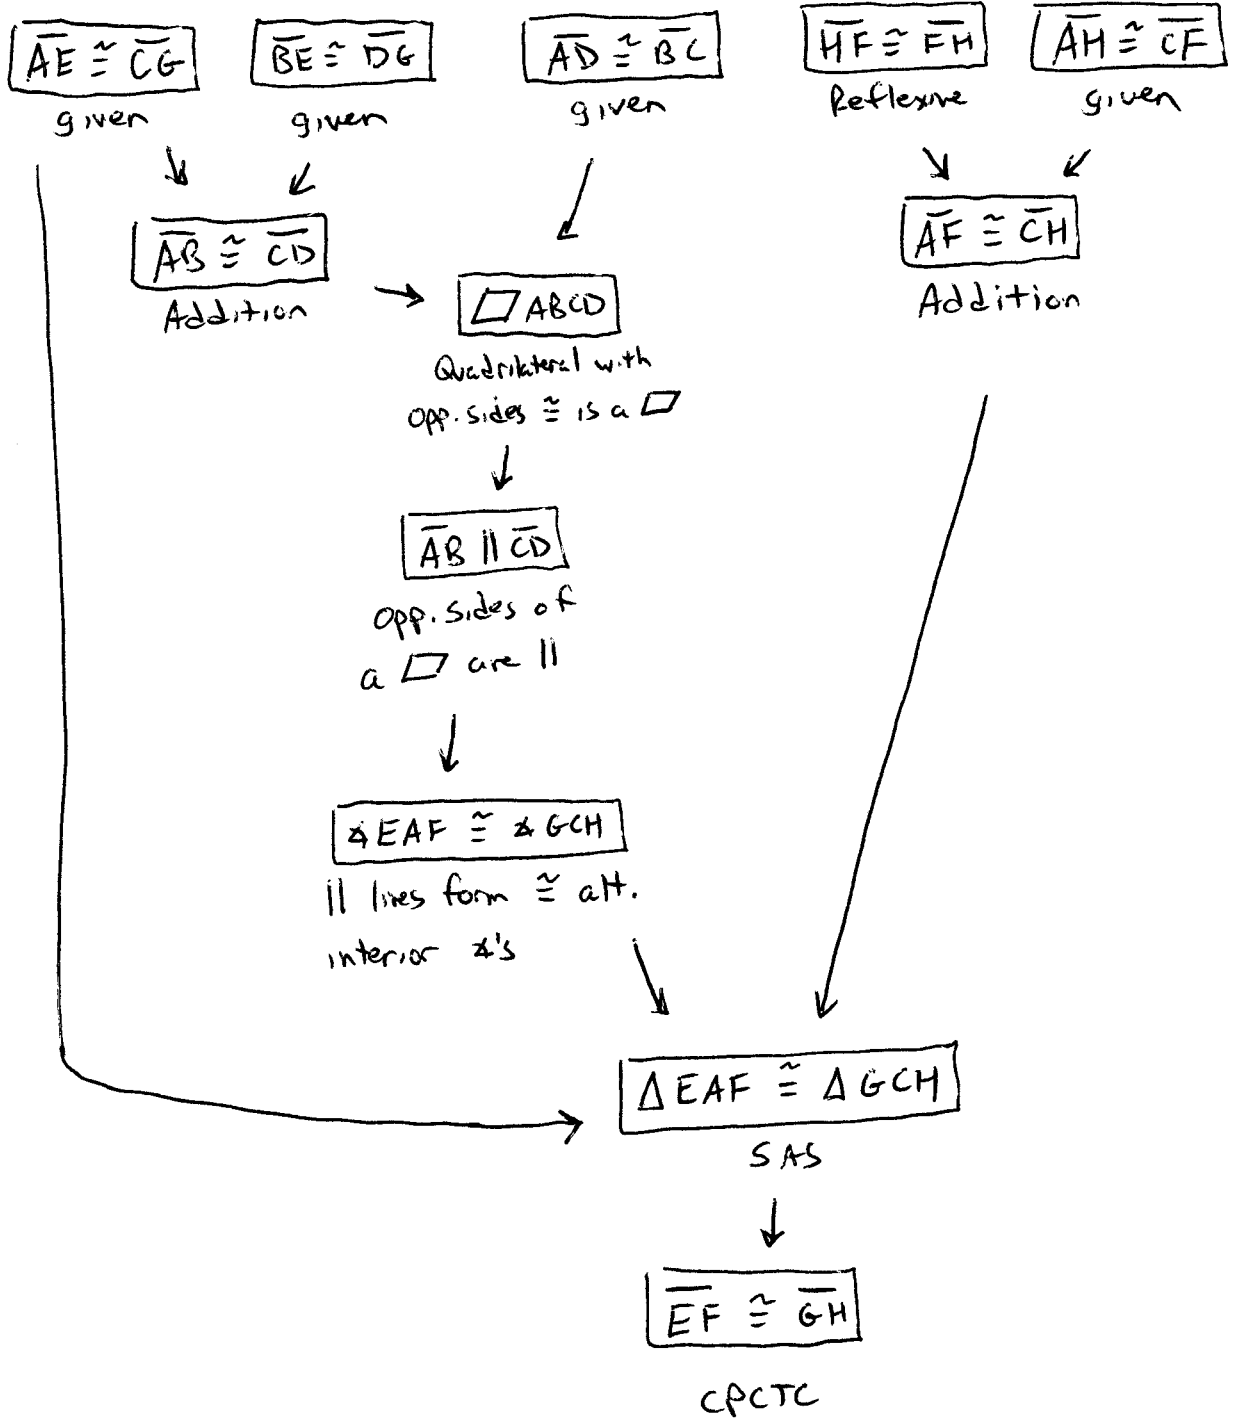 AE ≅ CG
given
BE ≅ DG
given
AD ≅ BC
given
HF ≅ FH
Reflexive
AH ≅ CF
given
AB ≅ CD
Addition
AF ≅ CH
Addition
▱ ABCD
Quadrilateral with
opp. sides ≅ is a ▱
AB || CD
opp. sides of
a ▱ are ||
∡EAF ≅ ∡GCH
|| lines form ≅ alt.
interior ∡'s
Δ EAF ≅ Δ GCH
SAS
EF ≅ GH
CPCTC